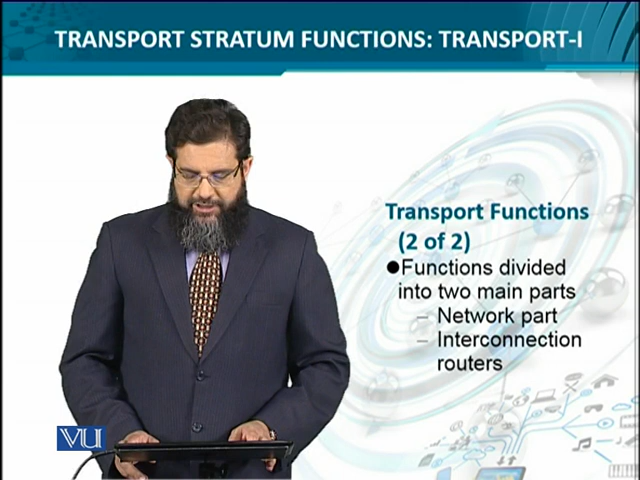 TRANSPORT STRATUM FUNCTIONS: TRANSPORT-I
Transport Functions
(2 of 2)
●Functions divided
into two main parts
– Network part
– Interconnection
routers
VU